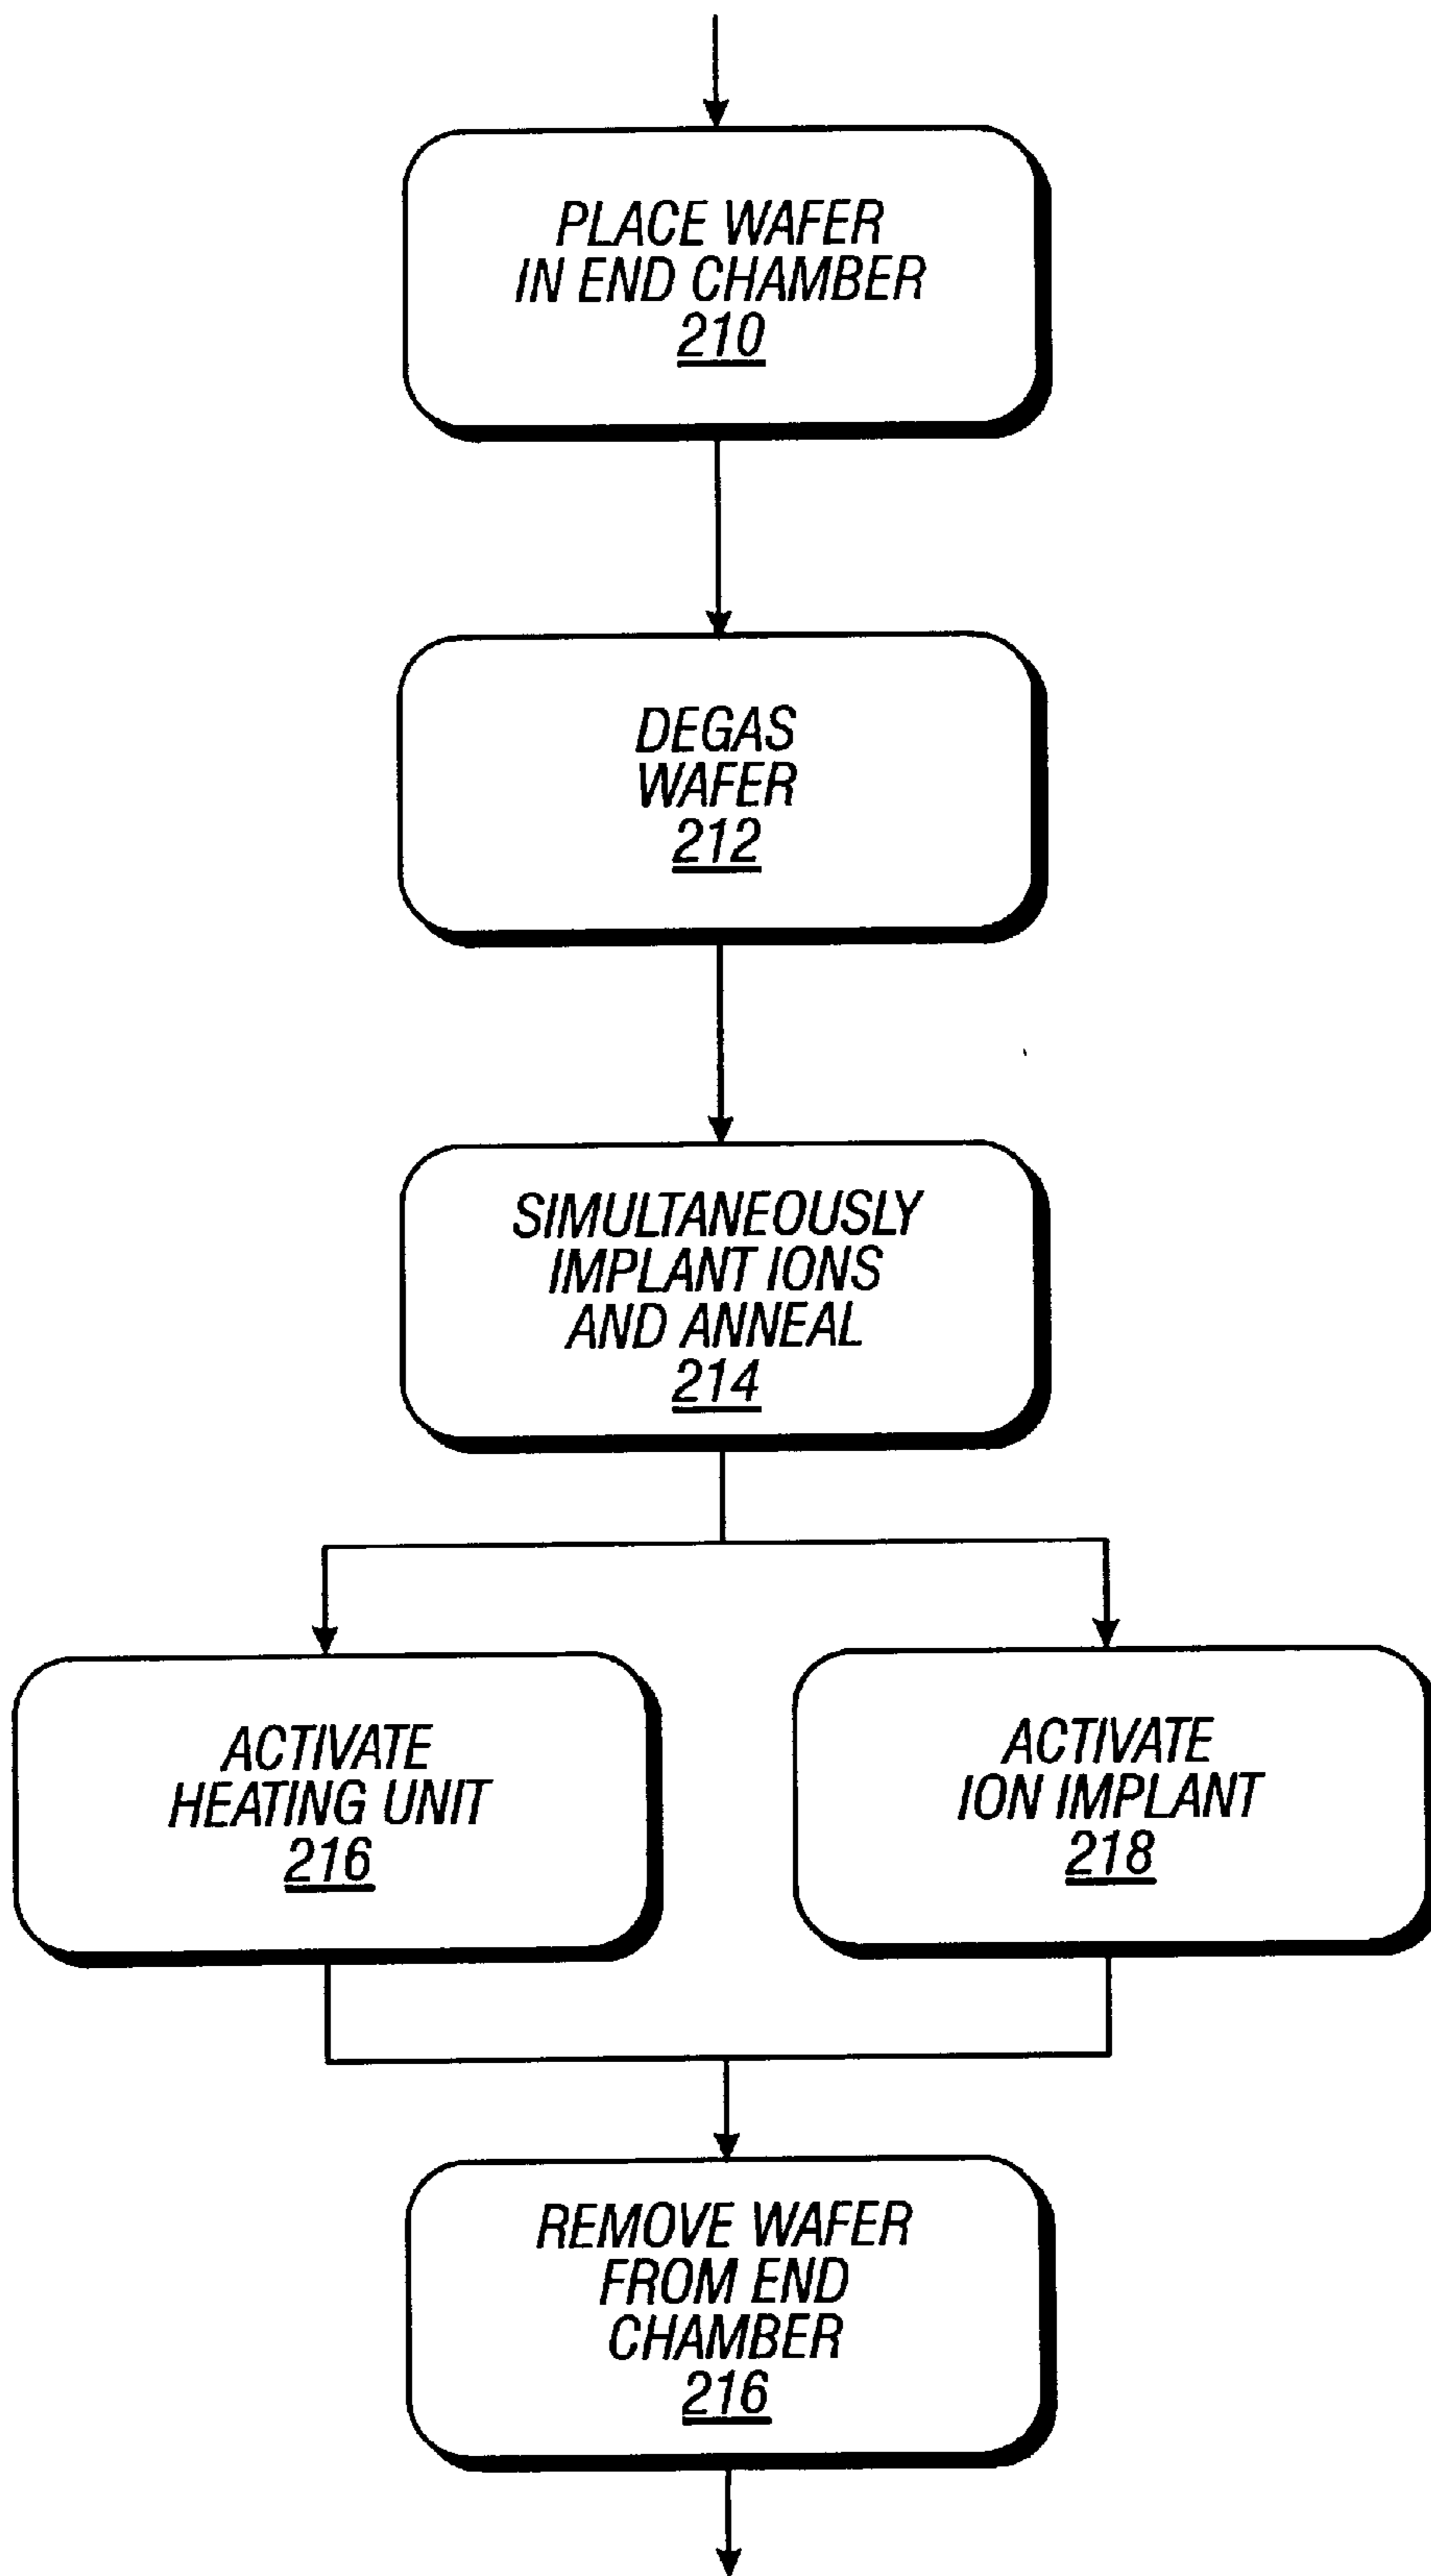 PLACE WAFER
IN END CHAMBER
210
DEGAS
WAFER
212
SIMULTANEOUSLY
IMPLANT IONS
AND ANNEAL
214
ACTIVATE
HEATING UNIT
216
ACTIVATE
ION IMPLANT
218
REMOVE WAFER
FROM END
CHAMBER
216